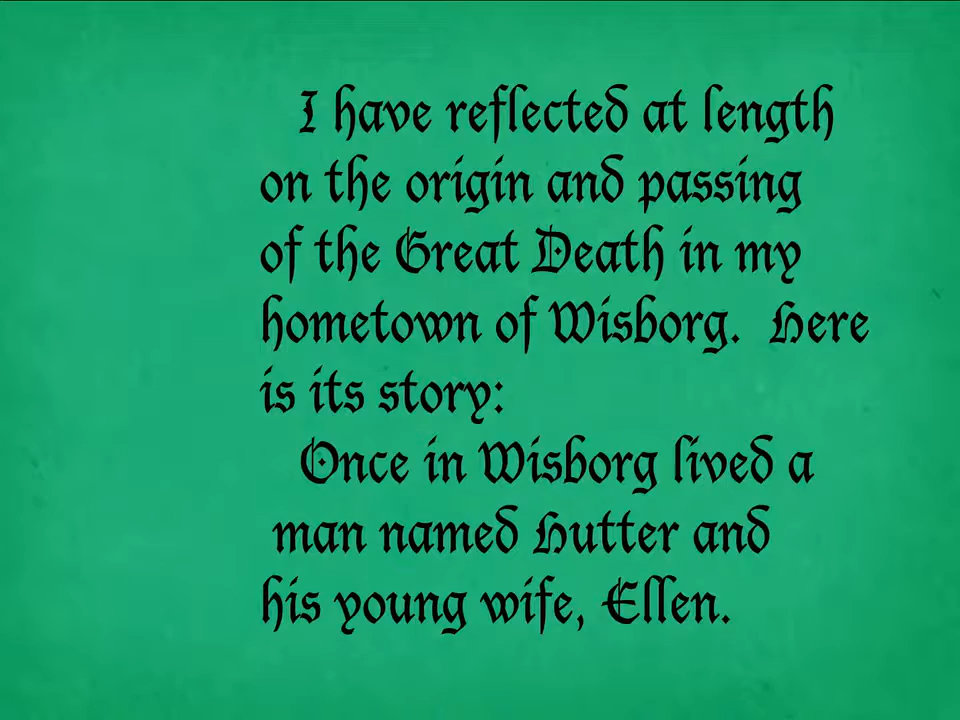 I have reflected at length
on the origin and passing
of the Great Death in my
hometown of Wisborg. Here
is its story:
Once in Wisborg lived a
man named Hutter and
his young wife, Ellen.